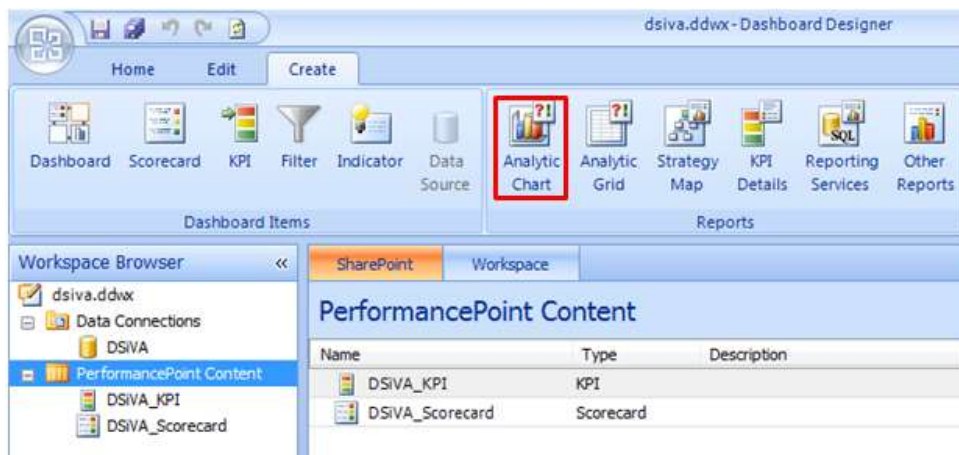 dsiva.ddwx - Dashboard Designer
Home Edit Create
Dashboard Scorecard KPI Filter Indicator Data Source Analytic Chart Analytic Grid Strategy Map KPI Details SQL Reporting Services Other Reports
Dashboard Items Reports
Workspace Browser «
SharePoint Workspace
dsiva.ddwx
Data Connections
DSiVA
PerformancePoint Content
DSiVA_KPI
DSiVA_Scorecard
PerformancePoint Content
Name Type Description
DSiVA_KPI KPI
DSiVA_Scorecard Scorecard